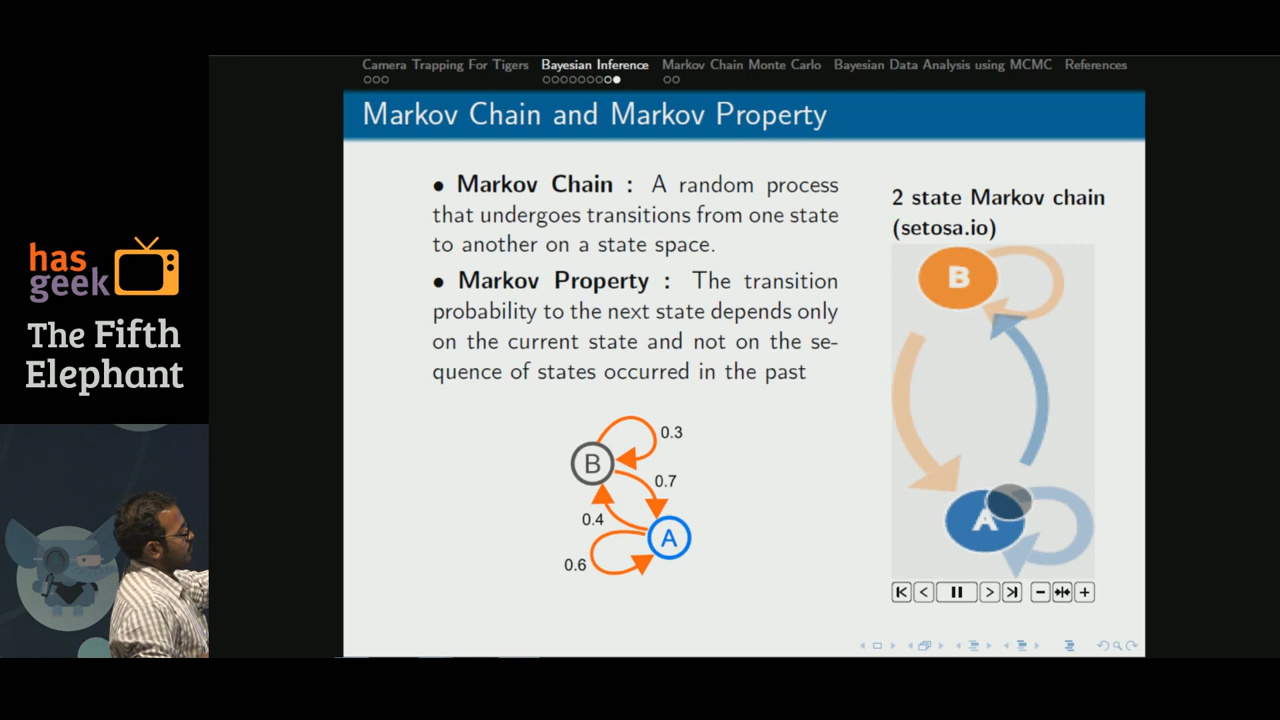 Camera Trapping For Tigers
Bayesian Inference
Markov Chain Monte Carlo
Bayesian Data Analysis using MCMC
References
Markov Chain and Markov Property
• Markov Chain : A random process
that undergoes transitions from one state
to another on a state space.
• Markov Property : The transition
probability to the next state depends only
on the current state and not on the se-
quence of states occurred in the past
2 state Markov chain
(setosa.io)
B
A
B
0.3
0.7
0.4
A
0.6
has
geek
The Fifth
Elephant